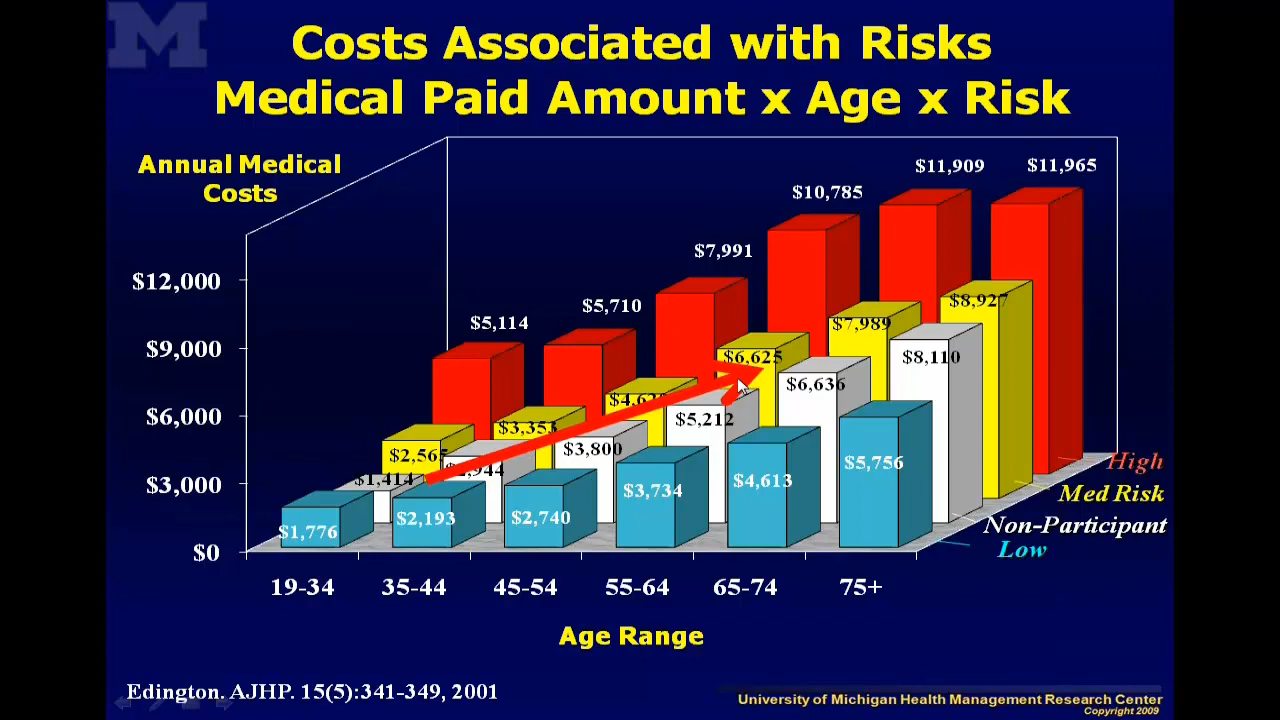 M
Costs Associated with Risks
Medical Paid Amount x Age x Risk
Annual Medical
Costs
$12,000
$9,000
$6,000
$3,000
$0
$5,114
$5,710
$7,991
$10,785
$11,909
$11,965
$2,565
$3,353
$6,625
$7,989
$8,927
$1,414
$3,800
$5,212
$6,636
$8,110
$1,776
$2,193
$2,740
$3,734
$4,613
$5,756
High
Med Risk
Non-Participant
Low
19-34
35-44
45-54
55-64
65-74
75+
Age Range
Edington. AJHP. 15(5):341-349, 2001
University of Michigan Health Management Research Center
Copyright 2009